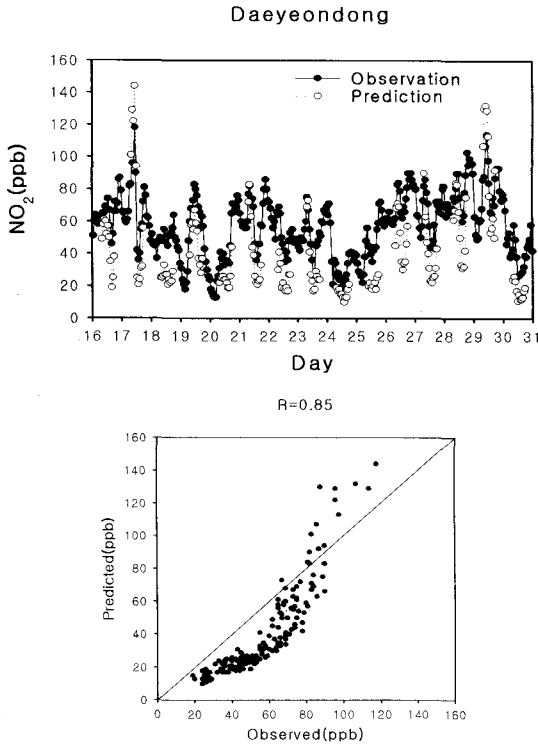 Daeyeondong
160
140
120
100
80
60
40
20
0
NO2(ppb)
Observation
Prediction
16 17 18 19 20 21 22 23 24 25 26 27 28 29 30 31
Day
R=0.85
160
140
120
100
80
60
40
20
0
Predicted(ppb)
0 20 40 60 80 100 120 140 160
Observed(ppb)